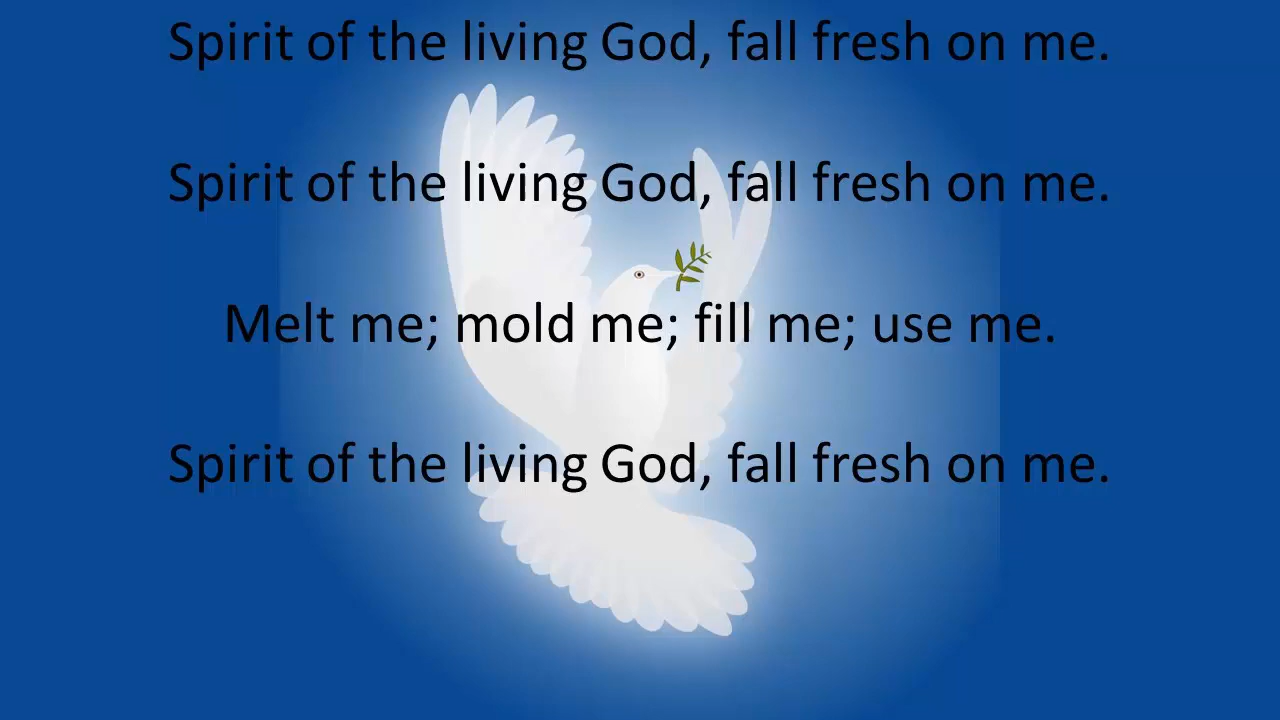 Spirit of the living God, fall fresh on me.
Spirit of the living God, fall fresh on me.
Melt me; mold me; fill me; use me.
Spirit of the living God, fall fresh on me.